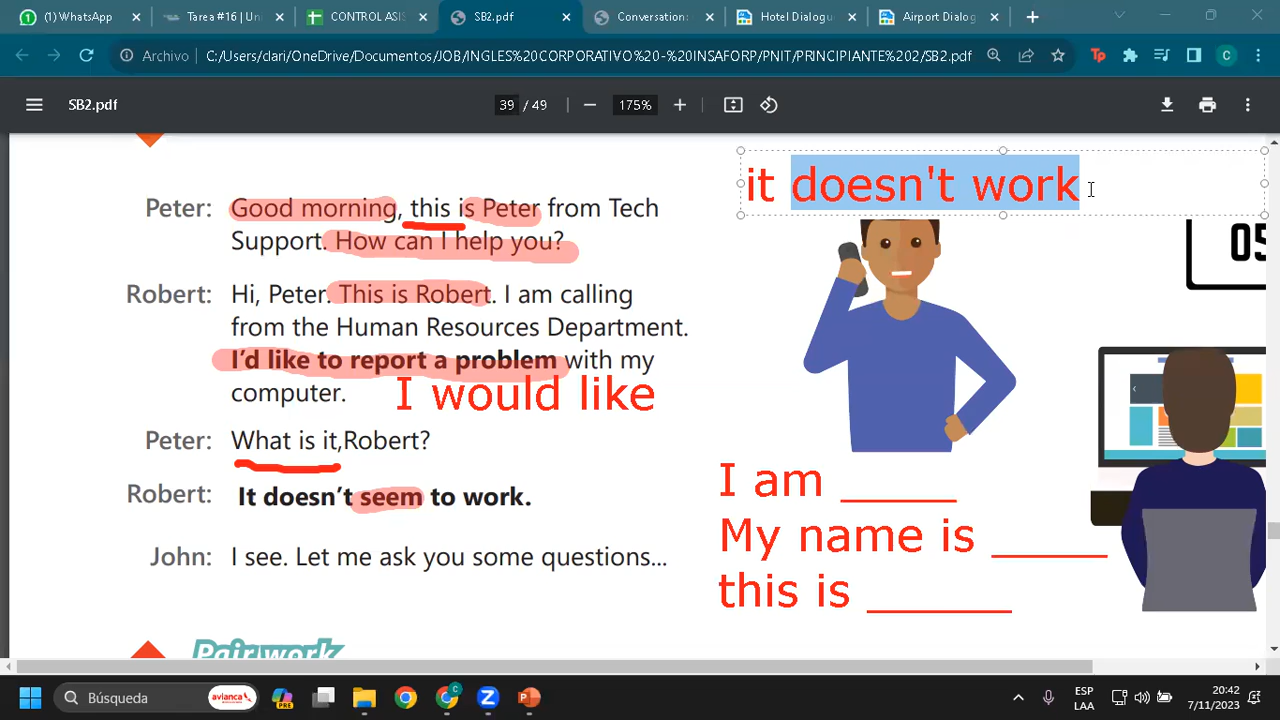 (1) WhatsApp
Tarea #16 | Uni
CONTROL ASIS
SB2.pdf
Conversation:
Hotel Dialogu
Airport Dialog
Archivo
C:/Users/clari/OneDrive/Documentos/JOB/INGLES%20CORPORATIVO%20-%20INSAFORP/PNIT/PRINCIPIANTE%202/SB2.pdf
Tp
C
SB2.pdf
39 / 49
175%
it doesn't work
Peter: Good morning, this is Peter from Tech
Support. How can I help you?
05
Robert: Hi, Peter. This is Robert. I am calling
from the Human Resources Department.
I'd like to report a problem with my
computer.
I would like
Peter: What is it,Robert?
Robert: It doesn't seem to work.
John: I see. Let me ask you some questions...
I am _____
My name is _____
this is _____
Pair work
Búsqueda
avianca
PRE
ESP
LAA
20:42
7/11/2023